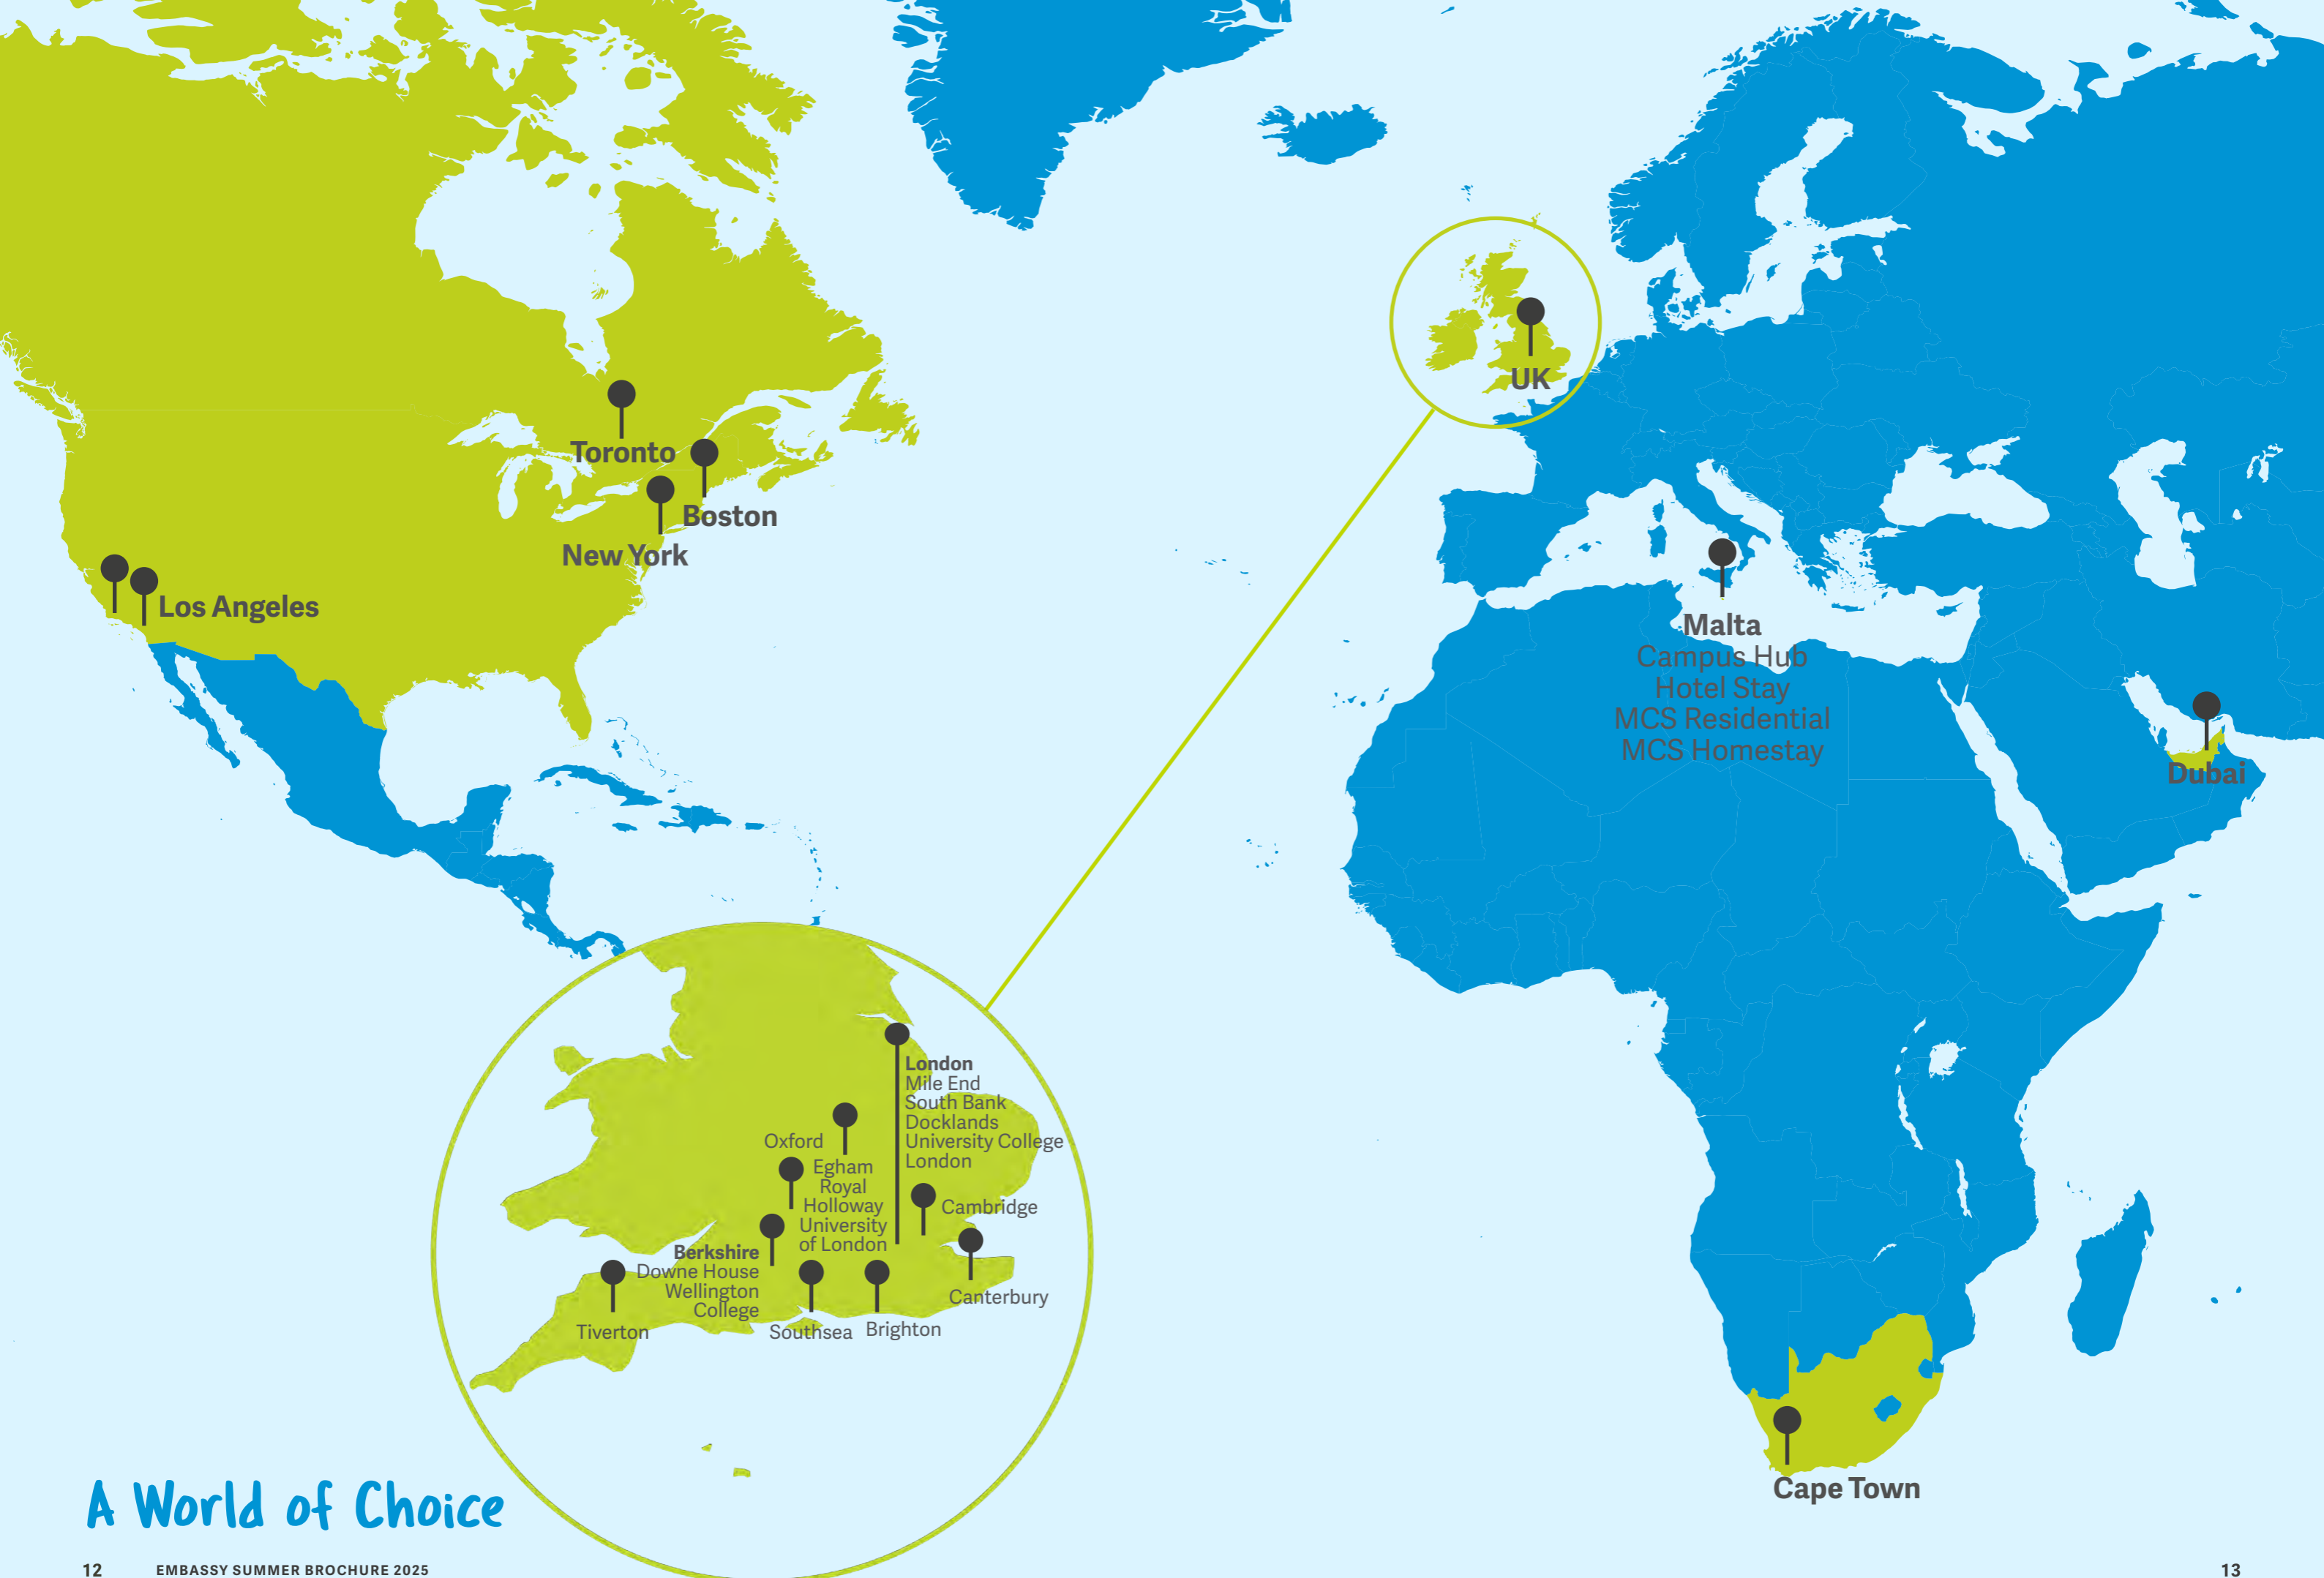 Toronto
Boston
New York
Los Angeles
UK
Malta
Campus Hub
Hotel Stay
MCS Residential
MCS Homestay
Dubai
London
Mile End
South Bank
Docklands
University College
London
Oxford
Egham
Royal
Holloway
University
of London
Cambridge
Berkshire
Downe House
Wellington
College
Canterbury
Tiverton
Southsea
Brighton
Cape Town
A World of Choice
12
EMBASSY SUMMER BROCHURE 2025
13